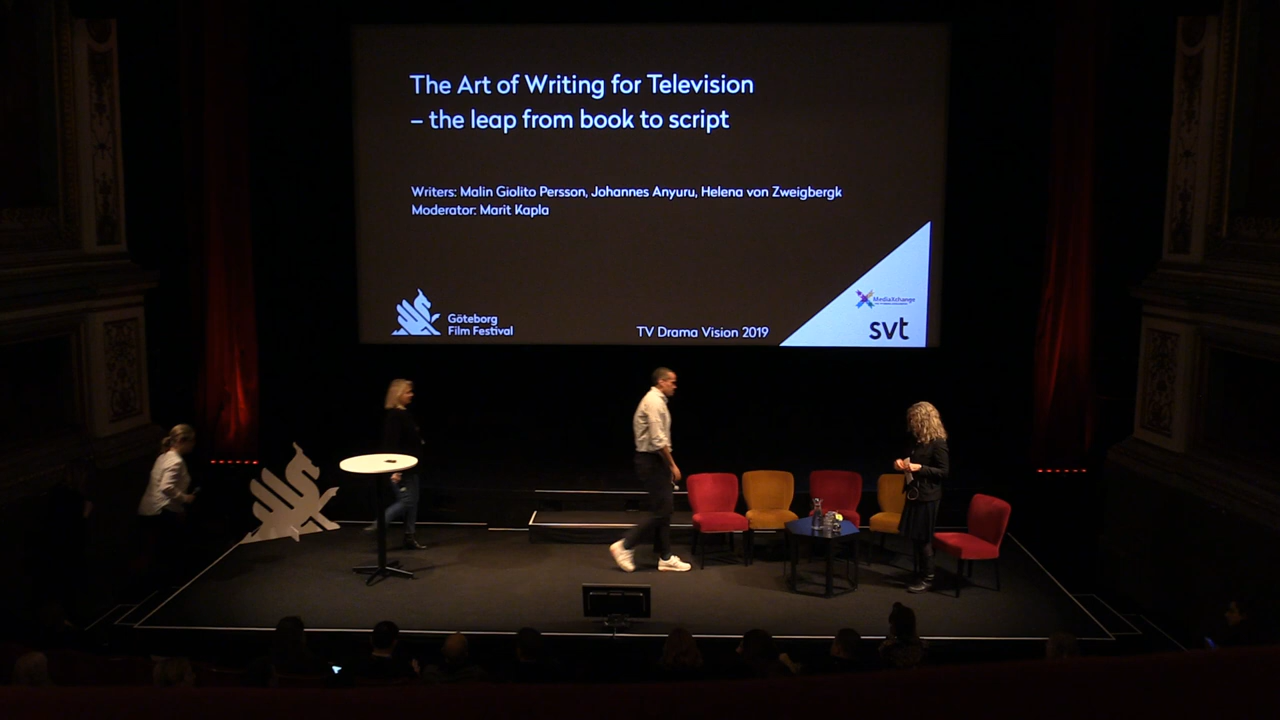 The Art of Writing for Television
– the leap from book to script
Writers: Malin Giolito Persson, Johannes Anyuru, Helena von Zweigbergk
Moderator: Marit Kapla
Göteborg
Film Festival
TV Drama Vision 2019
MediaXchange
svt